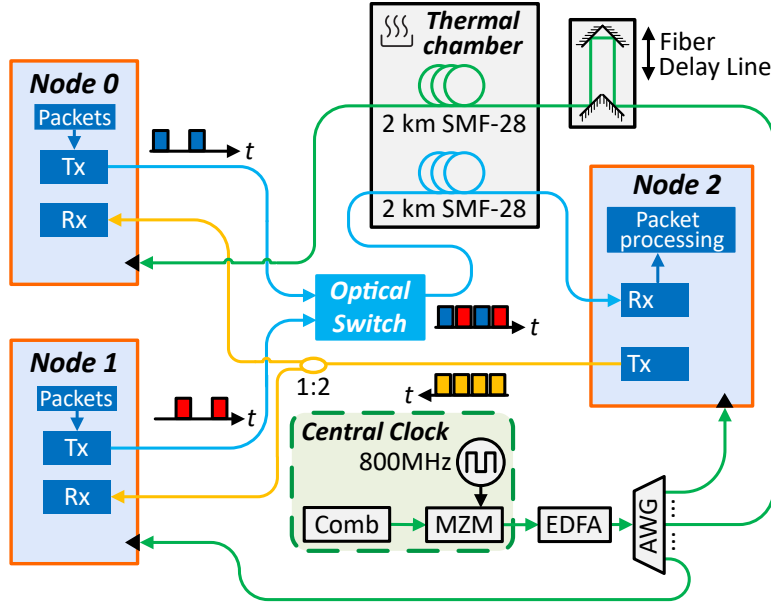 Node 0
Packets
Tx
Rx
t
Thermal
chamber
2 km SMF-28
2 km SMF-28
Fiber
Delay Line
Node 2
Packet
processing
Rx
Tx
Optical
Switch
t
Node 1
Packets
Tx
Rx
t
1:2
t
Central Clock
800MHz
Comb
MZM
EDFA
AWG